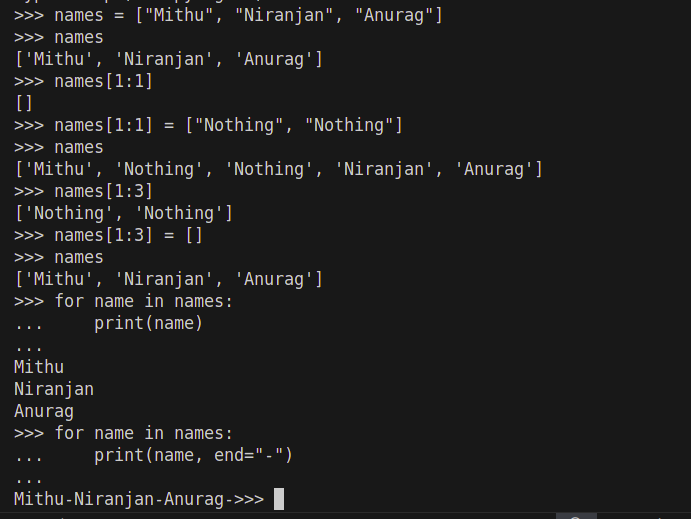 >>> names = ["Mithu", "Niranjan", "Anurag"]
>>> names
['Mithu', 'Niranjan', 'Anurag']
>>> names[1:1]
[]
>>> names[1:1] = ["Nothing", "Nothing"]
>>> names
['Mithu', 'Nothing', 'Nothing', 'Niranjan', 'Anurag']
>>> names[1:3]
['Nothing', 'Nothing']
>>> names[1:3] = []
>>> names
['Mithu', 'Niranjan', 'Anurag']
>>> for name in names:
...     print(name)
...
Mithu
Niranjan
Anurag
>>> for name in names:
...     print(name, end="-")
...
Mithu-Niranjan-Anurag->>>